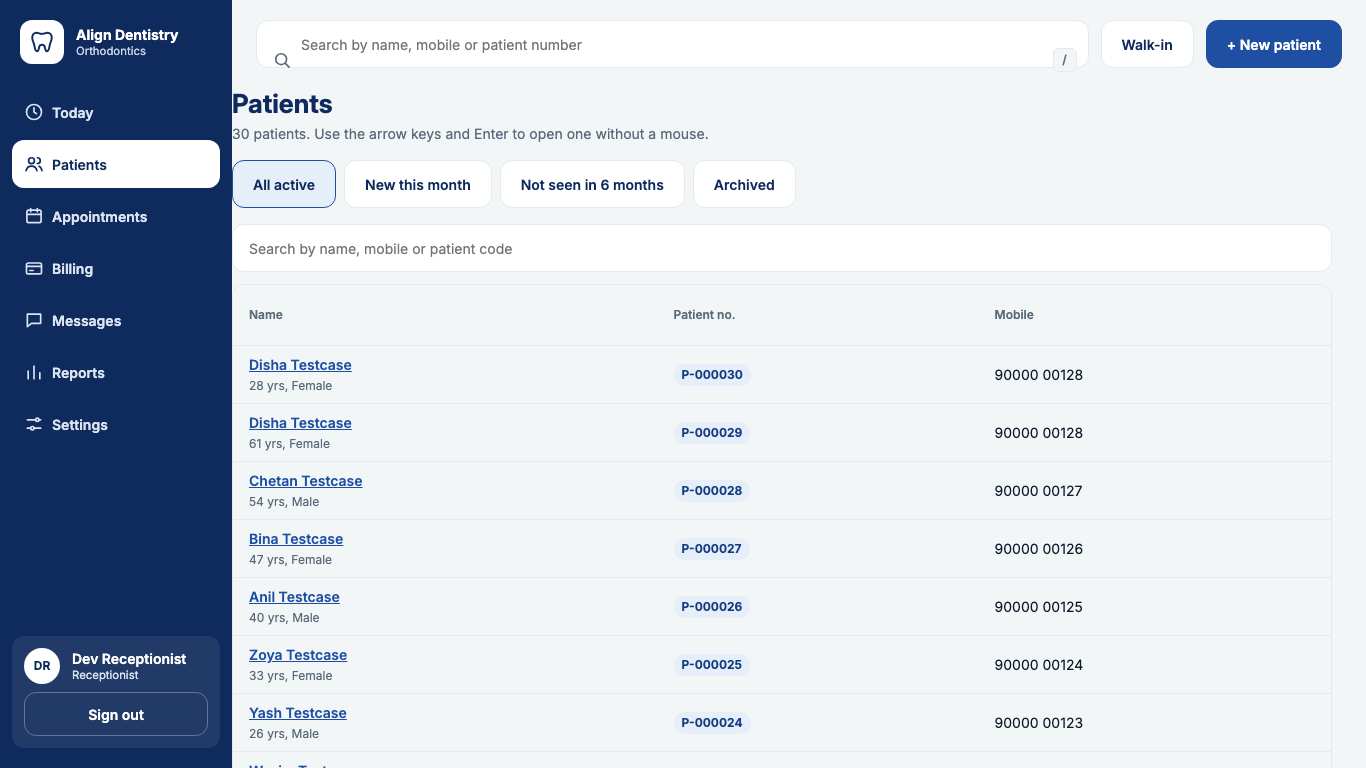 Align Dentistry
Orthodontics
Today
Patients
Appointments
Billing
Messages
Reports
Settings
DR
Dev Receptionist
Receptionist
Sign out
Search by name, mobile or patient number
/
Walk-in
+ New patient
Patients
30 patients. Use the arrow keys and Enter to open one without a mouse.
All active
New this month
Not seen in 6 months
Archived
Search by name, mobile or patient code
Name Patient no. Mobile
Disha Testcase P-000030 90000 00128
28 yrs, Female
Disha Testcase P-000029 90000 00128
61 yrs, Female
Chetan Testcase P-000028 90000 00127
54 yrs, Male
Bina Testcase P-000027 90000 00126
47 yrs, Female
Anil Testcase P-000026 90000 00125
40 yrs, Male
Zoya Testcase P-000025 90000 00124
33 yrs, Female
Yash Testcase P-000024 90000 00123
26 yrs, Male